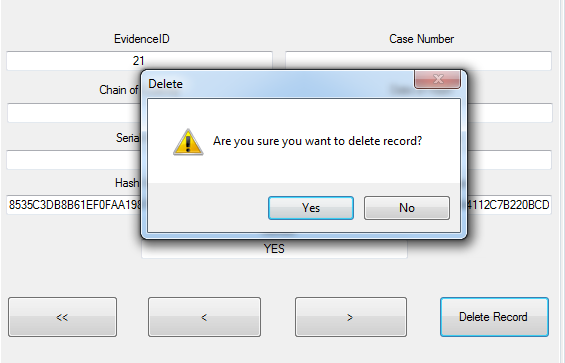 EvidenceID Case Number
21
Delete
Chain of
Are you sure you want to delete record?
Seria
Hash
8535C3DB8B61EF0FAA198 4112C7B220BCD
Yes No
YES
<< < > Delete Record